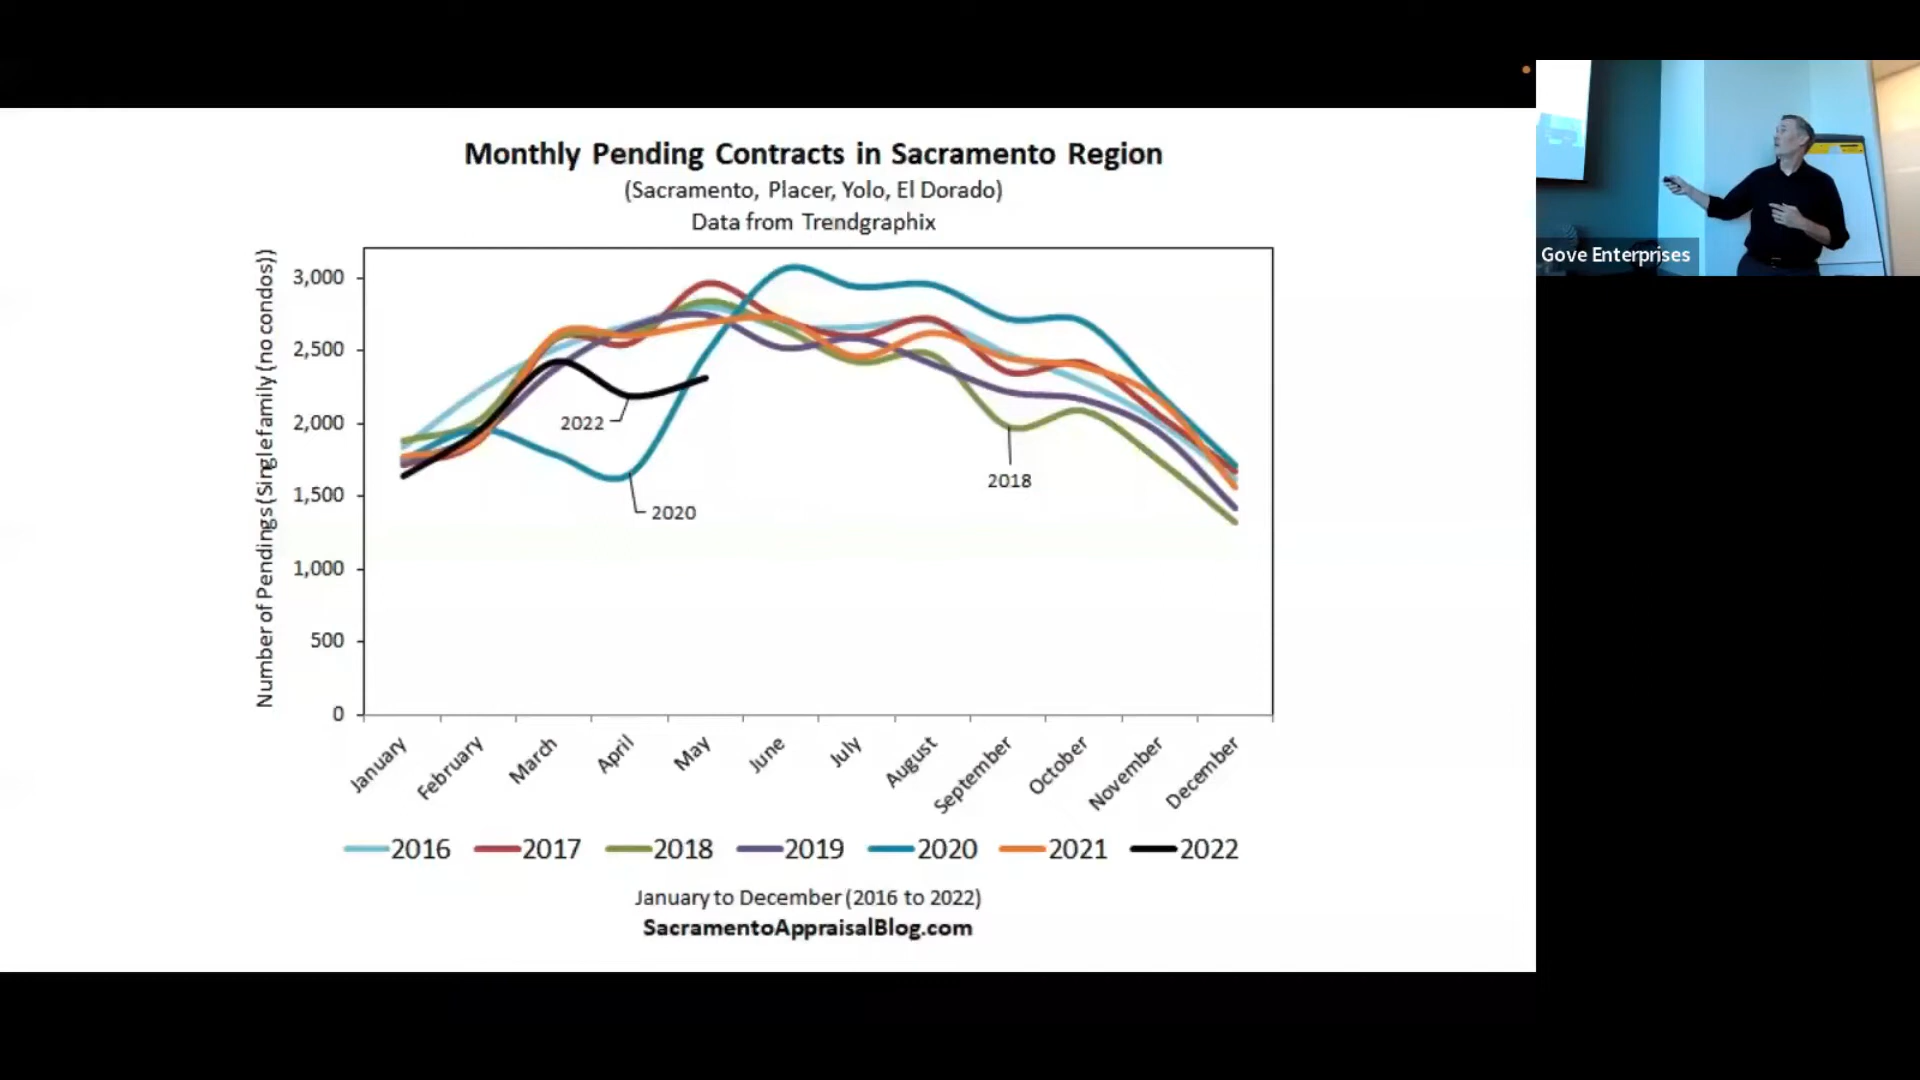 Monthly Pending Contracts in Sacramento Region
(Sacramento, Placer, Yolo, El Dorado)
Data from Trendgraphix
Number of Pendings (Single family (no condos))
3,000
2,500
2,000
1,500
1,000
500
0
2022
2020
2018
January
February
March
April
May
June
July
August
September
October
November
December
2016 2017 2018 2019 2020 2021 2022
January to December (2016 to 2022)
SacramentoAppraisalBlog.com
Gove Enterprises